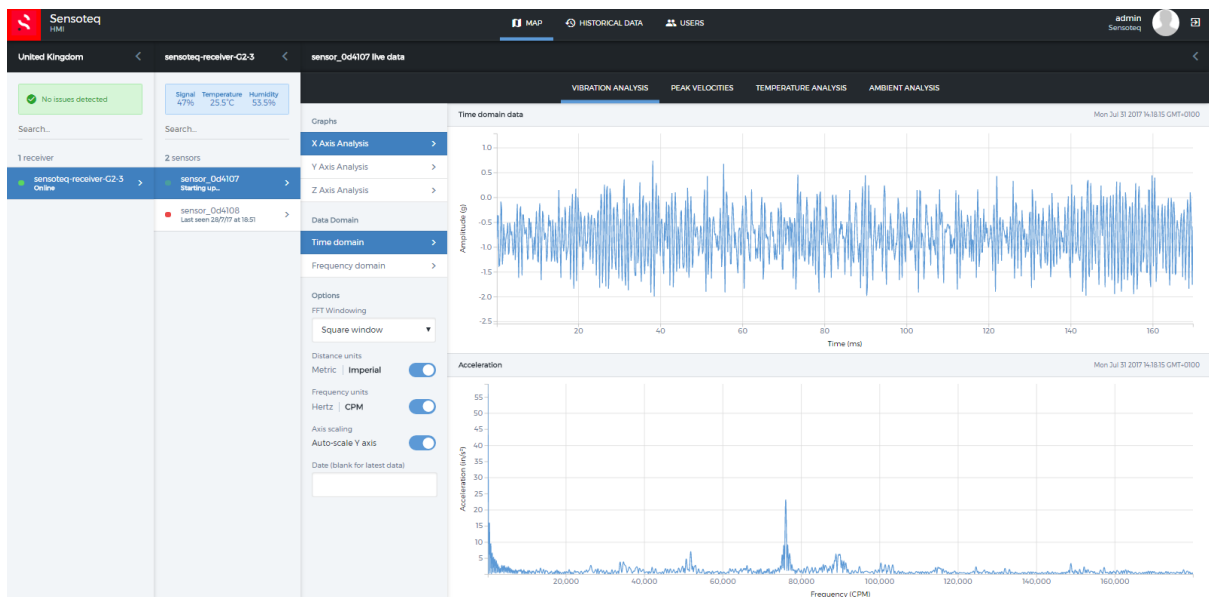 Sensoteq
HMI
MAP
HISTORICAL DATA
USERS
admin
Sensoteq
United Kingdom
sensoteq-receiver-G2-3
sensor_0d4107 live data
No issues detected
Signal Temperature Humidity
47% 25.5°C 53.5%
Search...
Search...
1 receiver
2 sensors
sensoteq-receiver-G2-3
Online
sensor_0d4107
Starting up...
sensor_0d4108
Last seen 28/7/17 at 18:51
VIBRATION ANALYSIS
PEAK VELOCITIES
TEMPERATURE ANALYSIS
AMBIENT ANALYSIS
Graphs
X Axis Analysis
Y Axis Analysis
Z Axis Analysis
Data Domain
Time domain
Frequency domain
Options
FFT Windowing
Square window
Distance units
Metric | Imperial
Frequency units
Hertz | CPM
Axis scaling
Auto-scale Y axis
Date (blank for latest data)
Time domain data
Mon Jul 31 2017 14:18:15 GMT+0100
Amplitude (g)
1.0
0.5
0.0
-0.5
-1.0
-1.5
-2.0
-2.5
20 40 60 80 100 120 140 160
Time (ms)
Acceleration
Mon Jul 31 2017 14:18:15 GMT+0100
Acceleration (in/s²)
55
50
45
40
35
30
25
20
15
10
5
20,000 40,000 60,000 80,000 100,000 120,000 140,000 160,000
Frequency (CPM)